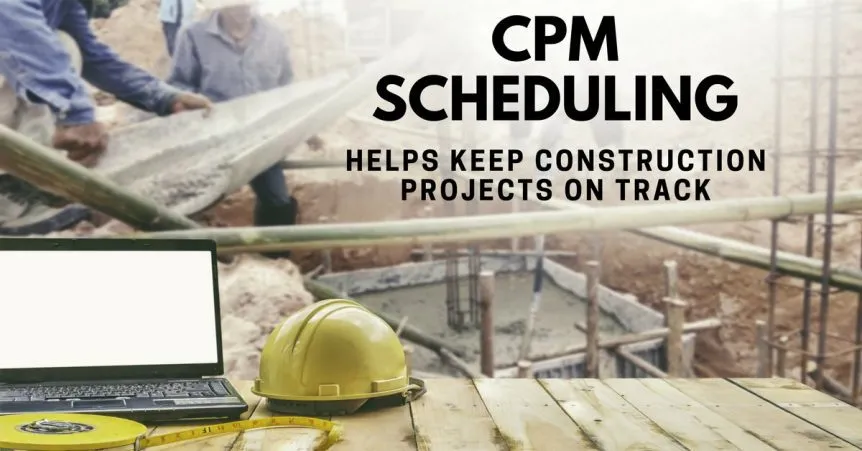 CPM
SCHEDULING
HELPS KEEP CONSTRUCTION
PROJECTS ON TRACK